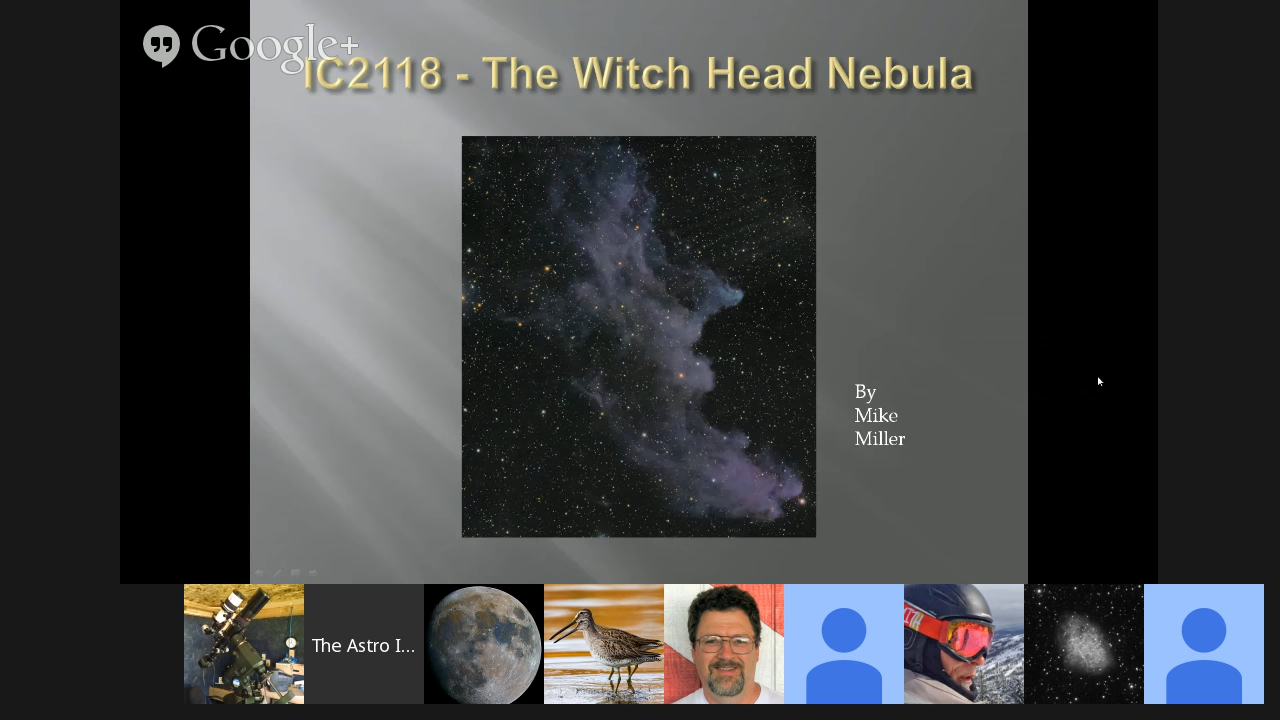 Google+
IC2118 - The Witch Head Nebula
By
Mike
Miller
The Astro I...